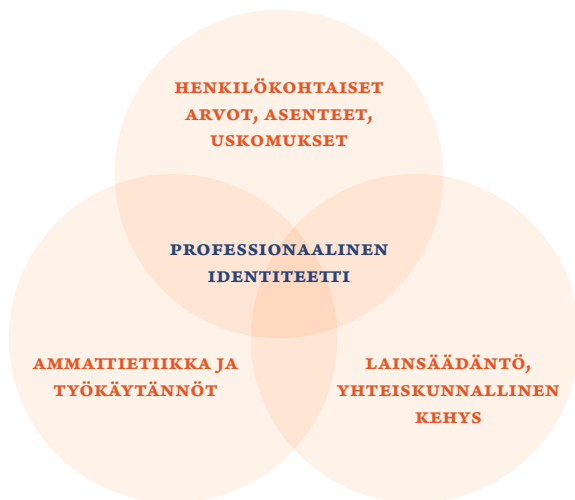 HENKILÖKOHTAISET
ARVOT, ASENTEET,
USKOMUKSET
PROFESSIONAALINEN
IDENTITEETTI
AMMATTIETIIKKA JA
TYÖKÄYTÄNNÖT
LAINSÄÄDÄNTÖ,
YHTEISKUNNALLINEN
KEHYS